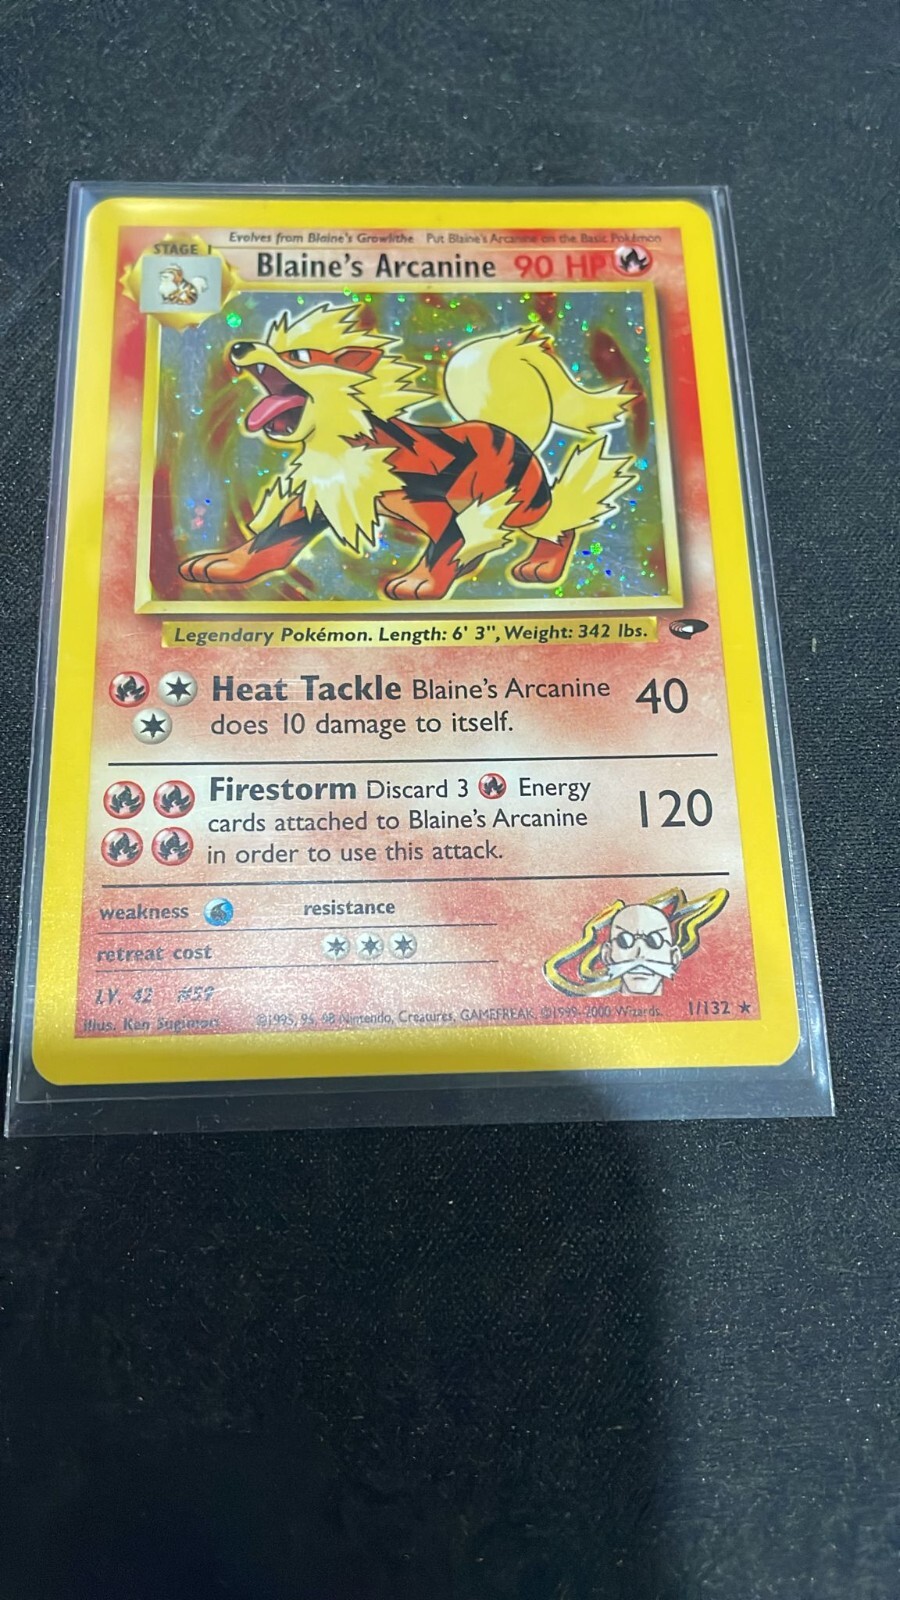 Evolves from Blaine's Growlithe Put Blaine's Arcanine on the Basic Pokémon
STAGE 1
Blaine's Arcanine 90 HP
Legendary Pokémon. Length: 6' 3", Weight: 342 lbs.
Heat Tackle Blaine's Arcanine 40
does 10 damage to itself.
Firestorm Discard 3 Energy
cards attached to Blaine's Arcanine 120
in order to use this attack.
weakness resistance
retreat cost
LV. 42 #59
Illus. Ken Sugimori ©1995, 96, 98 Nintendo, Creatures, GAMEFREAK. ©1999-2000 Wizards. 1/132 ★